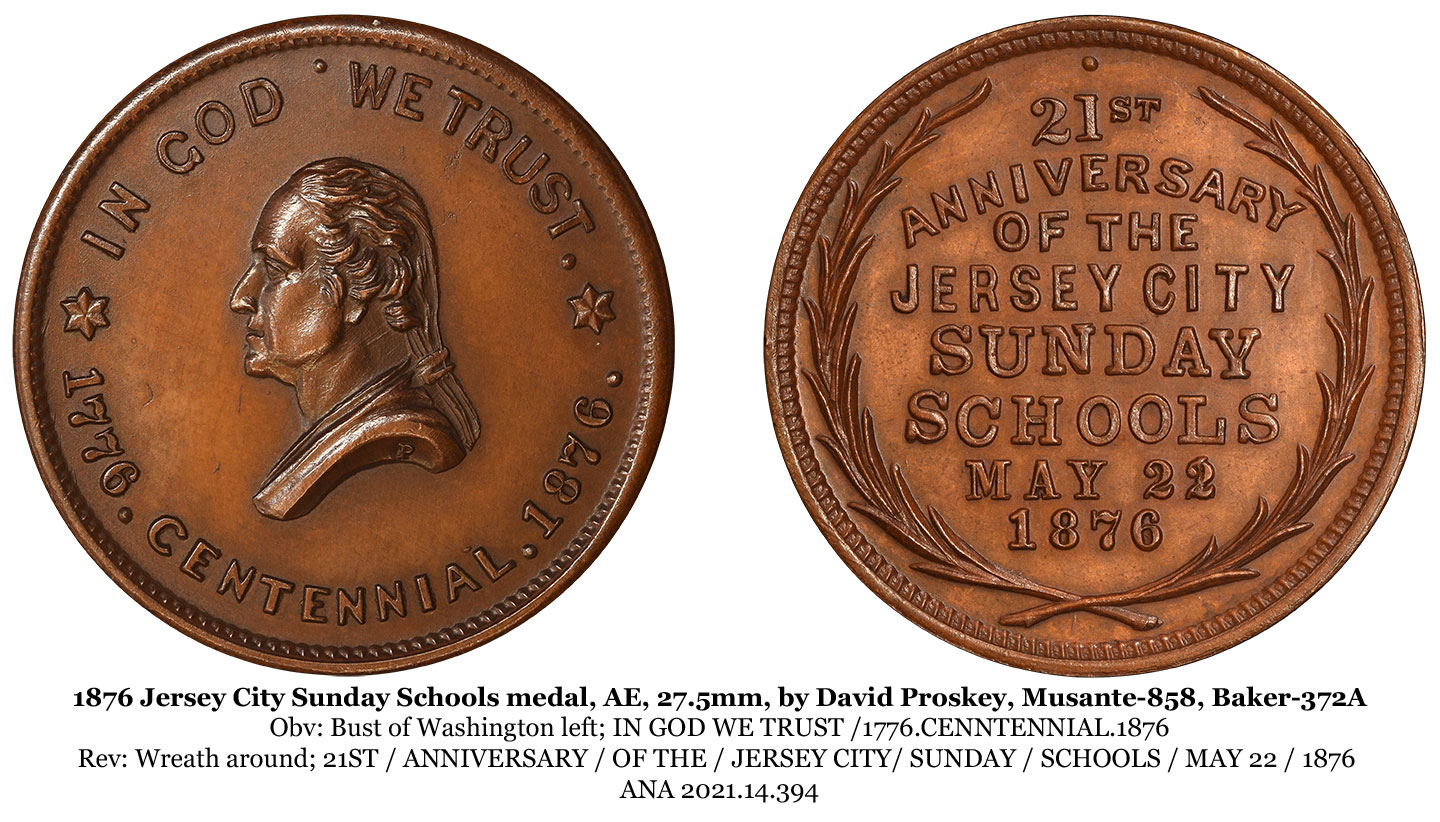 IN GOD WE TRUST.
1776. CENTENNIAL. 1876.
P
21ST
ANNIVERSARY
OF THE
JERSEY CITY
SUNDAY
SCHOOLS
MAY 22
1876
1876 Jersey City Sunday Schools medal, AE, 27.5mm, by David Proskey, Musante-858, Baker-372A
Obv: Bust of Washington left; IN GOD WE TRUST /1776.CENNTENNIAL.1876
Rev: Wreath around; 21ST / ANNIVERSARY / OF THE / JERSEY CITY/ SUNDAY / SCHOOLS / MAY 22 / 1876
ANA 2021.14.394